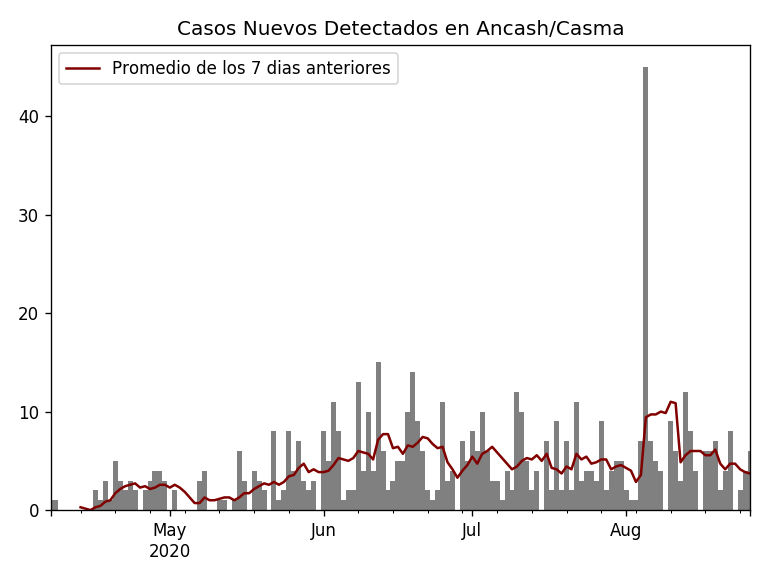 Casos Nuevos Detectados en Ancash/Casma
Promedio de los 7 dias anteriores
40
30
20
10
0
May
2020
Jun
Jul
Aug